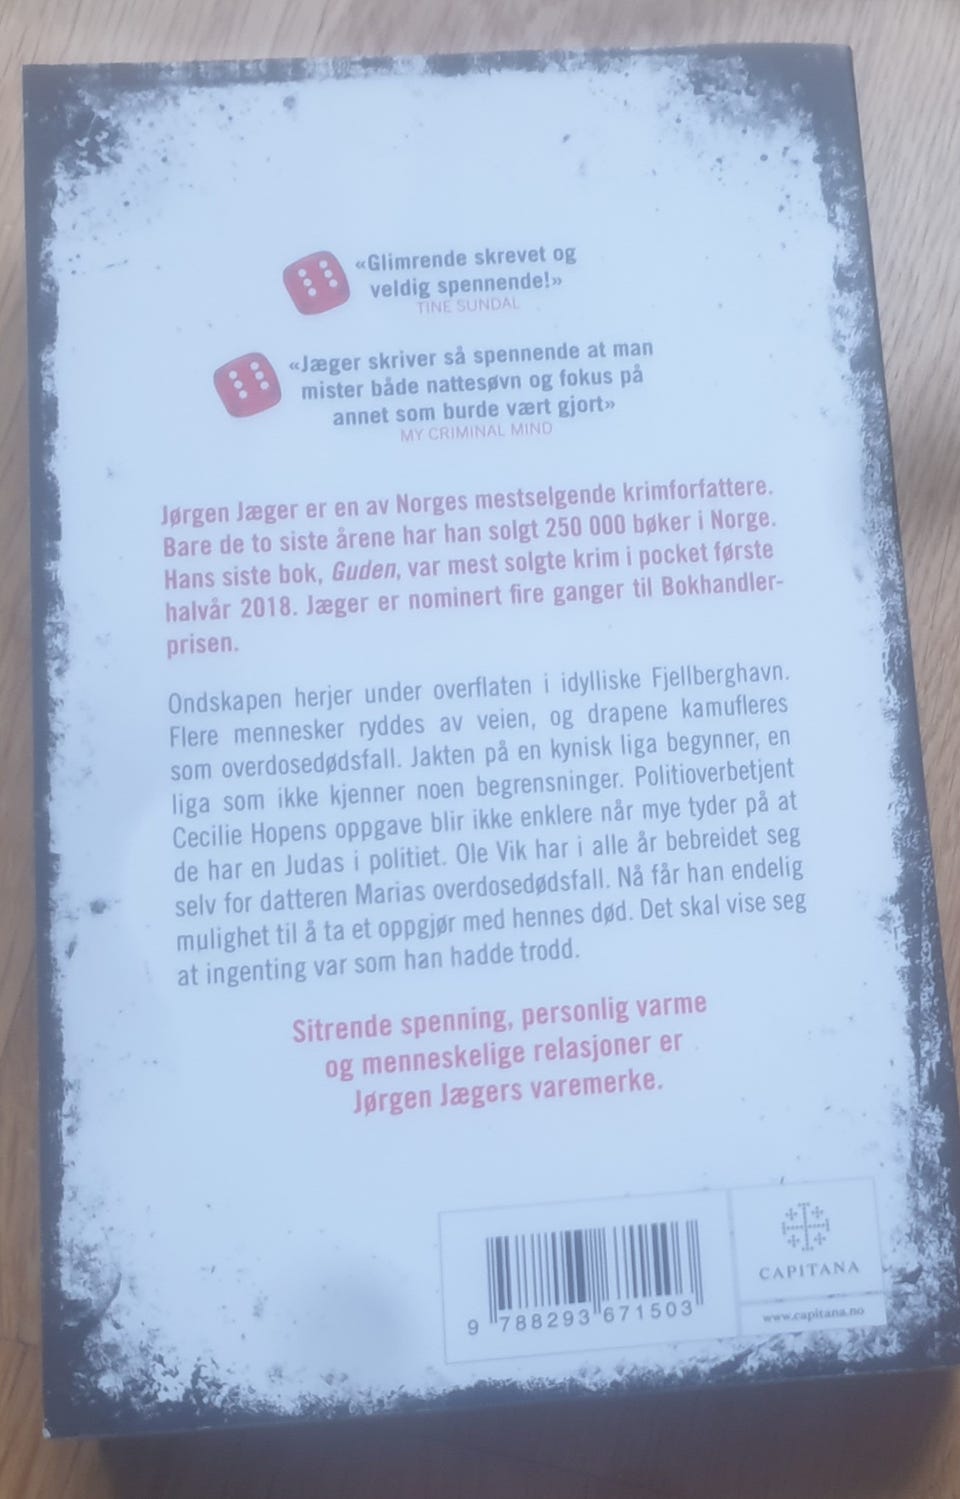 «Glimrende skrevet og
veldig spennende!»
TINE SUNDAL
«Jæger skriver så spennende at man
mister både nattesøvn og fokus på
annet som burde vært gjort»
MY CRIMINAL MIND
Jørgen Jæger er en av Norges mestselgende krimforfattere.
Bare de to siste årene har han solgt 250 000 bøker i Norge.
Hans siste bok, Guden, var mest solgte krim i pocket første
halvår 2018. Jæger er nominert fire ganger til Bokhandler-
prisen.
Ondskapen herjer under overflaten i idylliske Fjellberghavn.
Flere mennesker ryddes av veien, og drapene kamufleres
som overdosedødsfall. Jakten på en kynisk liga begynner, en
liga som ikke kjenner noen begrensninger. Politioverbetjent
Cecilie Hopens oppgave blir ikke enklere når mye tyder på at
de har en Judas i politiet. Ole Vik har i alle år bebreidet seg
selv for datteren Marias overdosedødsfall. Nå får han endelig
mulighet til å ta et oppgjør med hennes død. Det skal vise seg
at ingenting var som han hadde trodd.
Sitrende spenning, personlig varme
og menneskelige relasjoner er
Jørgen Jægers varemerke.
9 788293 671503
CAPITANA
www.capitana.no